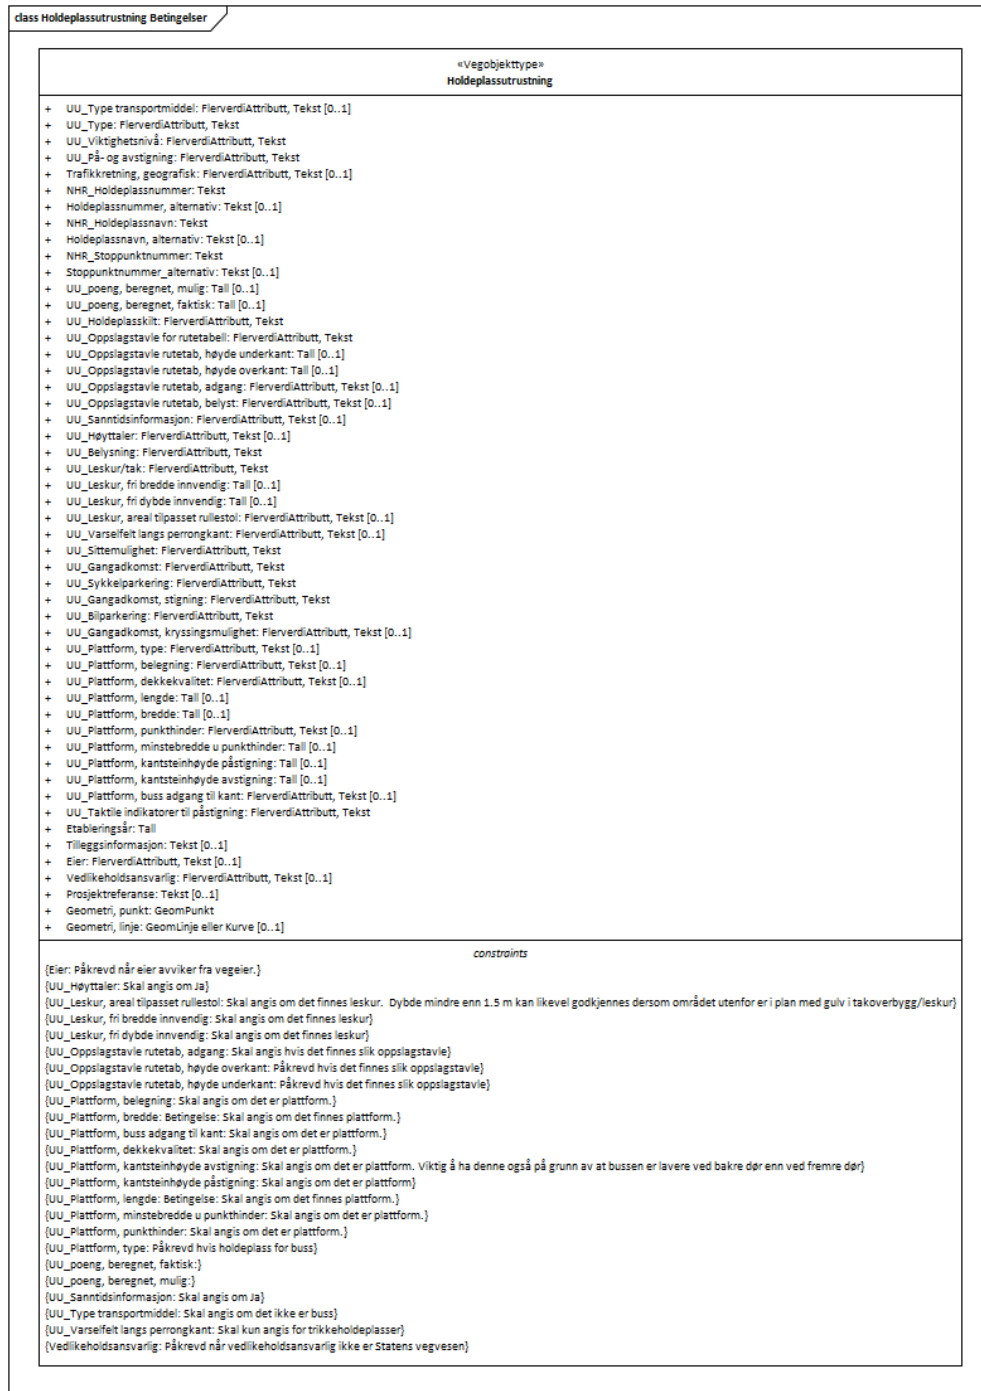 class Holdeplassutrustning Betingelser
«Vegobjekttype»
Holdeplassutrustning
+ UU_Type transportmiddel: FlerverdiAttributt, Tekst [0..1]
+ UU_Type: FlerverdiAttributt, Tekst
+ UU_Viktighetsnivå: FlerverdiAttributt, Tekst
+ UU_På- og avstigning: FlerverdiAttributt, Tekst
+ Trafikkretning, geografisk: FlerverdiAttributt, Tekst [0..1]
+ NHR_Holdeplassnummer: Tekst
+ Holdeplassnummer, alternativ: Tekst [0..1]
+ NHR_Holdeplassnavn: Tekst
+ Holdeplassnavn, alternativ: Tekst [0..1]
+ NHR_Stoppunktnummer: Tekst
+ Stoppunktnummer_alternativ: Tekst [0..1]
+ UU_poeng, beregnet, mulig: Tall [0..1]
+ UU_poeng, beregnet, faktisk: Tall [0..1]
+ UU_Holdeplasskilt: FlerverdiAttributt, Tekst
+ UU_Oppslagstavle for rutetabell: FlerverdiAttributt, Tekst
+ UU_Oppslagstavle rutetab, høyde underkant: Tall [0..1]
+ UU_Oppslagstavle rutetab, høyde overkant: Tall [0..1]
+ UU_Oppslagstavle rutetab, adgang: FlerverdiAttributt, Tekst [0..1]
+ UU_Oppslagstavle rutetab, belyst: FlerverdiAttributt, Tekst [0..1]
+ UU_Sanntidsinformasjon: FlerverdiAttributt, Tekst [0..1]
+ UU_Høyttaler: FlerverdiAttributt, Tekst [0..1]
+ UU_Belysning: FlerverdiAttributt, Tekst
+ UU_Leskur/tak: FlerverdiAttributt, Tekst
+ UU_Leskur, fri bredde innvendig: Tall [0..1]
+ UU_Leskur, fri dybde innvendig: Tall [0..1]
+ UU_Leskur, areal tilpasset rullestol: FlerverdiAttributt, Tekst [0..1]
+ UU_Varselfelt langs perrongkant: FlerverdiAttributt, Tekst [0..1]
+ UU_Sittemulighet: FlerverdiAttributt, Tekst
+ UU_Gangadkomst: FlerverdiAttributt, Tekst
+ UU_Sykkelparkering: FlerverdiAttributt, Tekst
+ UU_Gangadkomst, stigning: FlerverdiAttributt, Tekst
+ UU_Bilparkering: FlerverdiAttributt, Tekst
+ UU_Gangadkomst, kryssingsmulighet: FlerverdiAttributt, Tekst [0..1]
+ UU_Plattform, type: FlerverdiAttributt, Tekst [0..1]
+ UU_Plattform, belegning: FlerverdiAttributt, Tekst [0..1]
+ UU_Plattform, dekkekvalitet: FlerverdiAttributt, Tekst [0..1]
+ UU_Plattform, lengde: Tall [0..1]
+ UU_Plattform, bredde: Tall [0..1]
+ UU_Plattform, punkthinder: FlerverdiAttributt, Tekst [0..1]
+ UU_Plattform, minstebredde u punkthinder: Tall [0..1]
+ UU_Plattform, kantsteinhøyde påstigning: Tall [0..1]
+ UU_Plattform, kantsteinhøyde avstigning: Tall [0..1]
+ UU_Plattform, buss adgang til kant: FlerverdiAttributt, Tekst [0..1]
+ UU_Taktile indikatorer til påstigning: FlerverdiAttributt, Tekst
+ Etableringsår: Tall
+ Tilleggsinformasjon: Tekst [0..1]
+ Eier: FlerverdiAttributt, Tekst [0..1]
+ Vedlikeholdsansvarlig: FlerverdiAttributt, Tekst [0..1]
+ Prosjektreferanse: Tekst [0..1]
+ Geometri, punkt: GeomPunkt
+ Geometri, linje: GeomLinje eller Kurve [0..1]
constraints
{Eier: Påkrevd når eier avviker fra vegeier.}
{UU_Høyttaler: Skal angis om Ja}
{UU_Leskur, areal tilpasset rullestol: Skal angis om det finnes leskur.  Dybde mindre enn 1.5 m kan likevel godkjennes dersom området utenfor er i plan med gulv i takoverbygg/leskur}
{UU_Leskur, fri bredde innvendig: Skal angis om det finnes leskur}
{UU_Leskur, fri dybde innvendig: Skal angis om det finnes leskur}
{UU_Oppslagstavle rutetab, adgang: Skal angis hvis det finnes slik oppslagstavle}
{UU_Oppslagstavle rutetab, høyde overkant: Påkrevd hvis det finnes slik oppslagstavle}
{UU_Oppslagstavle rutetab, høyde underkant: Påkrevd hvis det finnes slik oppslagstavle}
{UU_Plattform, belegning: Skal angis om det er plattform.}
{UU_Plattform, bredde: Betingelse: Skal angis om det finnes plattform.}
{UU_Plattform, buss adgang til kant: Skal angis om det er plattform.}
{UU_Plattform, dekkekvalitet: Skal angis om det er plattform.}
{UU_Plattform, kantsteinhøyde avstigning: Skal angis om det er plattform. Viktig å ha denne også på grunn av at bussen er lavere ved bakre dør enn ved fremre dør}
{UU_Plattform, kantsteinhøyde påstigning: Skal angis om det er plattform}
{UU_Plattform, lengde: Betingelse: Skal angis om det finnes plattform.}
{UU_Plattform, minstebredde u punkthinder: Skal angis om det er plattform.}
{UU_Plattform, punkthinder: Skal angis om det er plattform.}
{UU_Plattform, type: Påkrevd hvis holdeplass for buss}
{UU_poeng, beregnet, faktisk:}
{UU_poeng, beregnet, mulig:}
{UU_Sanntidsinformasjon: Skal angis om Ja}
{UU_Type transportmiddel: Skal angis om det ikke er buss}
{UU_Varselfelt langs perrongkant: Skal kun angis for trikkeholdeplasser}
{Vedlikeholdsansvarlig: Påkrevd når vedlikeholdsansvarlig ikke er Statens vegvesen}